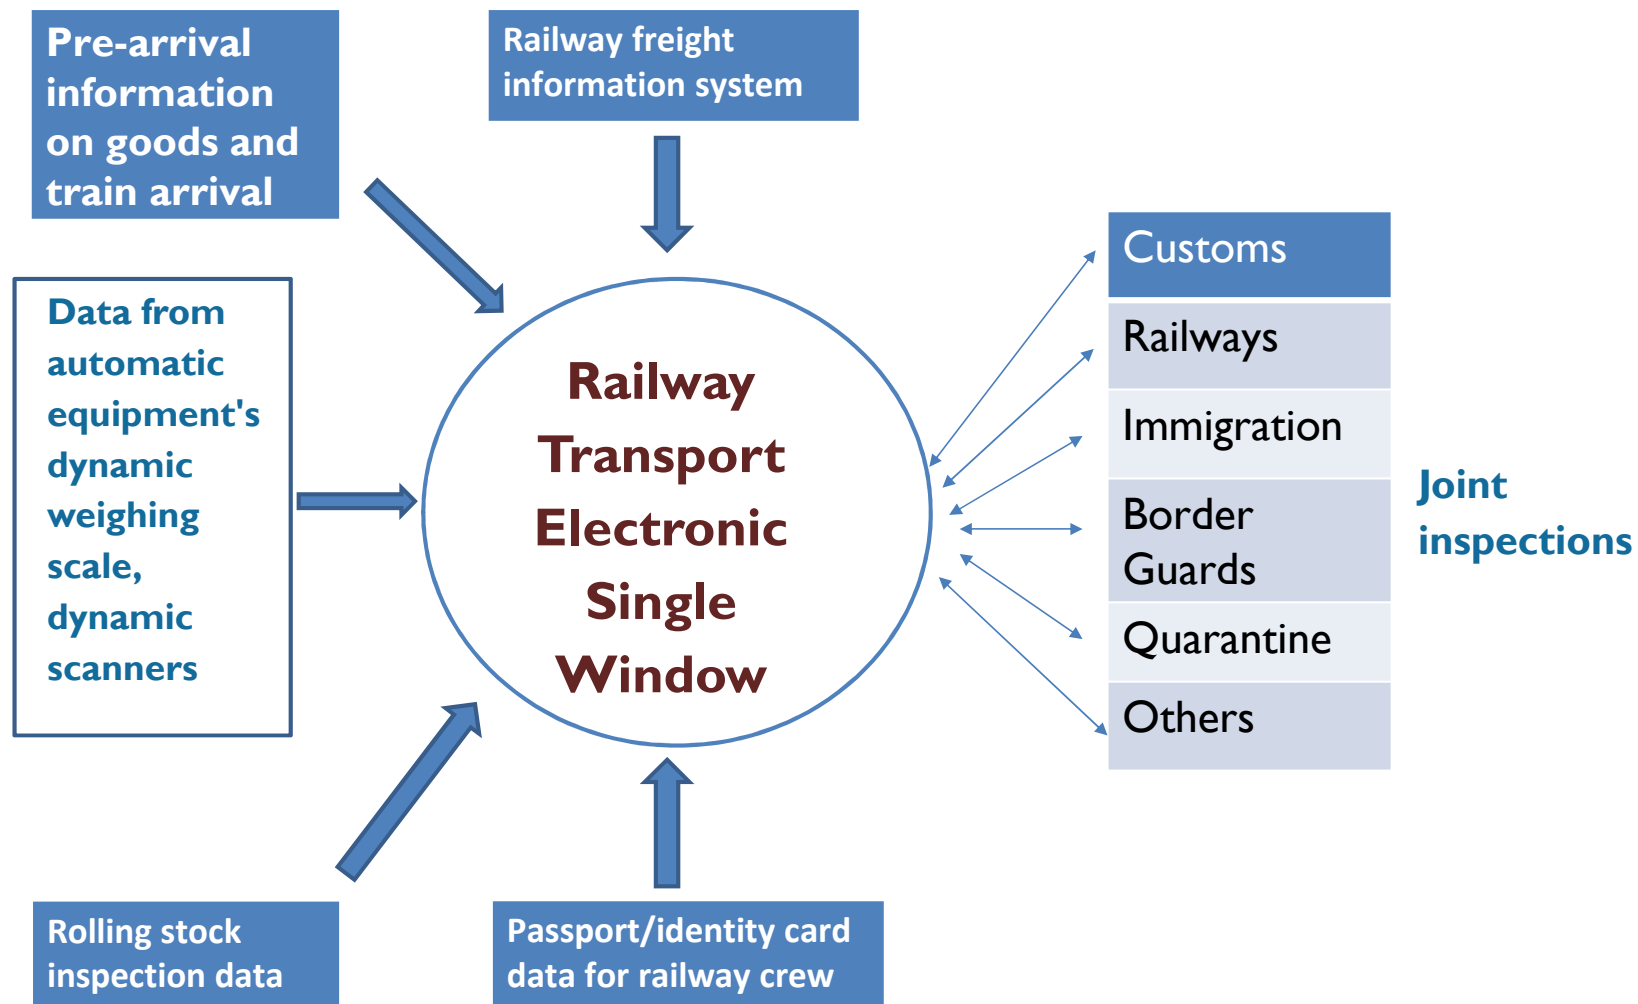 Pre-arrival
information
on goods and
train arrival
Railway freight
information system
Data from
automatic
equipment's
dynamic
weighing
scale,
dynamic
scanners
Railway
Transport
Electronic
Single
Window
Customs
Railways
Immigration
Border
Guards
Quarantine
Others
Joint
inspections
Rolling stock
inspection data
Passport/identity card
data for railway crew